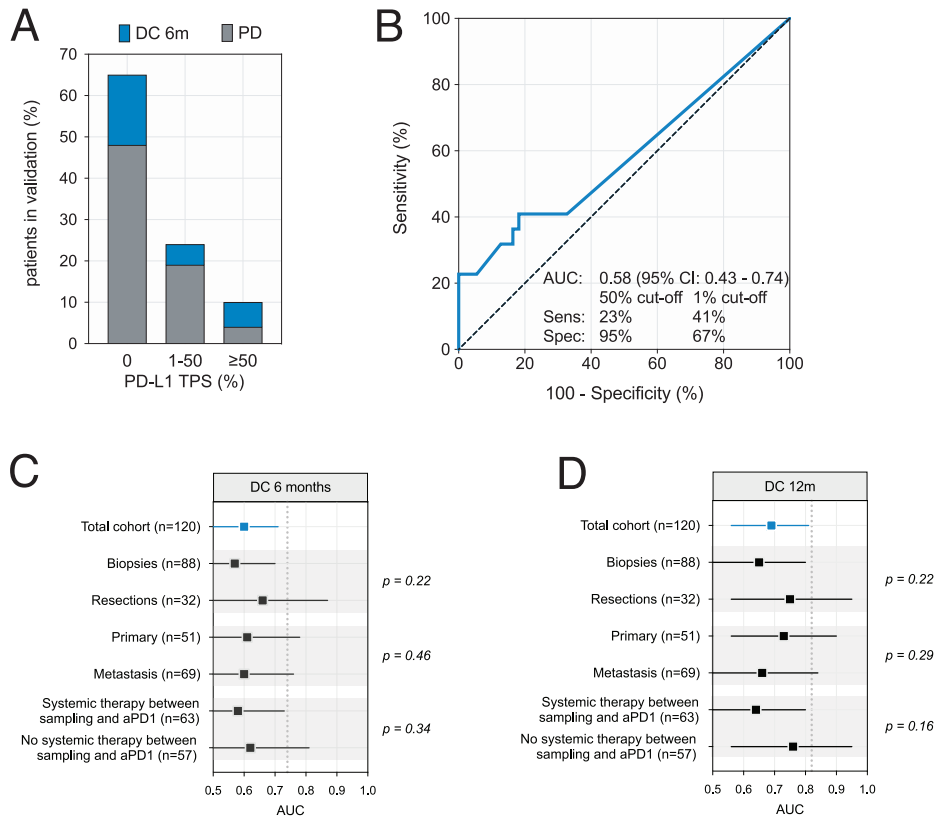 A
DC 6m
PD
patients in validation (%)
70
60
50
40
30
20
10
0
0
1-50
≥50
PD-L1 TPS (%)
B
Sensitivity (%)
100
80
60
40
20
0
AUC: 0.58 (95% CI: 0.43 - 0.74)
50% cut-off 1% cut-off
Sens: 23% 41%
Spec: 95% 67%
0 20 40 60 80 100
100 - Specificity (%)
C
DC 6 months
Total cohort (n=120)
Biopsies (n=88)
p = 0.22
Resections (n=32)
Primary (n=51)
p = 0.46
Metastasis (n=69)
Systemic therapy between
sampling and aPD1 (n=63)
p = 0.34
No systemic therapy between
sampling and aPD1 (n=57)
0.5 0.6 0.7 0.8 0.9 1.0
AUC
D
DC 12m
Total cohort (n=120)
Biopsies (n=88)
p = 0.22
Resections (n=32)
Primary (n=51)
p = 0.29
Metastasis (n=69)
Systemic therapy between
sampling and aPD1 (n=63)
p = 0.16
No systemic therapy between
sampling and aPD1 (n=57)
0.5 0.6 0.7 0.8 0.9 1.0
AUC